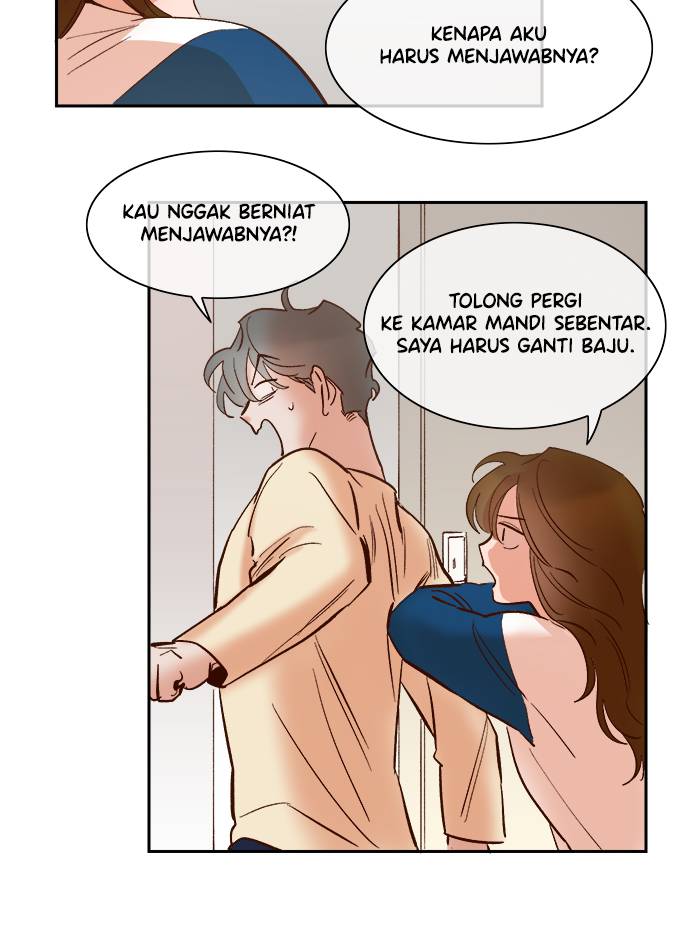 KENAPA AKU
HARUS MENJAWABNYA?
KAU NGGAK BERNIAT
MENJAWABNYA?!
TOLONG PERGI
KE KAMAR MANDI SEBENTAR.
SAYA HARUS GANTI BAJU.